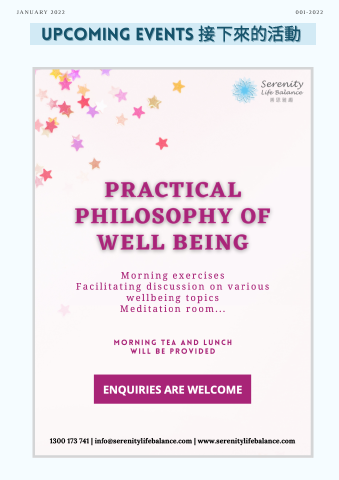 JANUARY 2022
001-2022
UPCOMING EVENTS 接下來的活動
Serenity
Life Balance
PRACTICAL
PHILOSOPHY OF
WELL BEING
Morning exercises
Facilitating discussion on various
wellbeing topics
Meditation room...
MORNING TEA AND LUNCH
WILL BE PROVIDED
ENQUIRIES ARE WELCOME
1300 173 741 | info@serenitylifebalance.com | www.serenitylifebalance.com